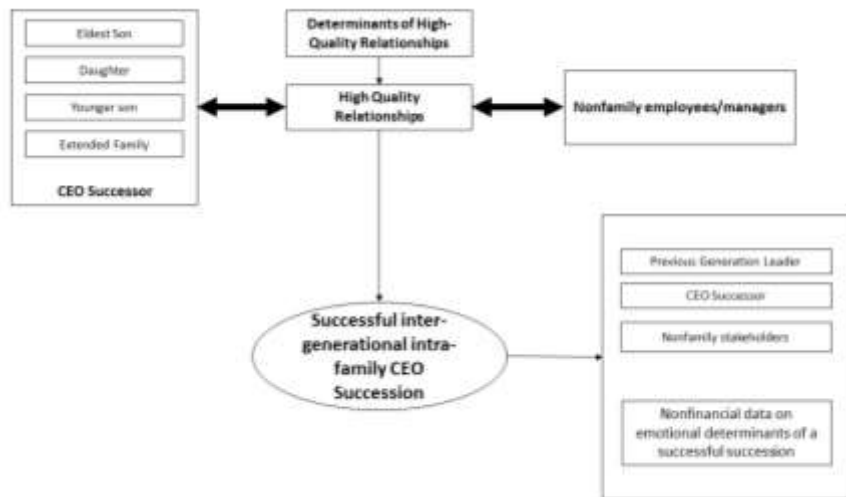 Eldest Son
Daughter
Younger son
Extended Family
CEO Successor
Determinants of High-
Quality Relationships
High Quality
Relationships
Nonfamily employees/managers
Successful inter-
generational intra-
family CEO
Succession
Previous Generation Leader
CEO Successor
Nonfamily stakeholders
Nonfinancial data on
emotional determinants of a
successful succession